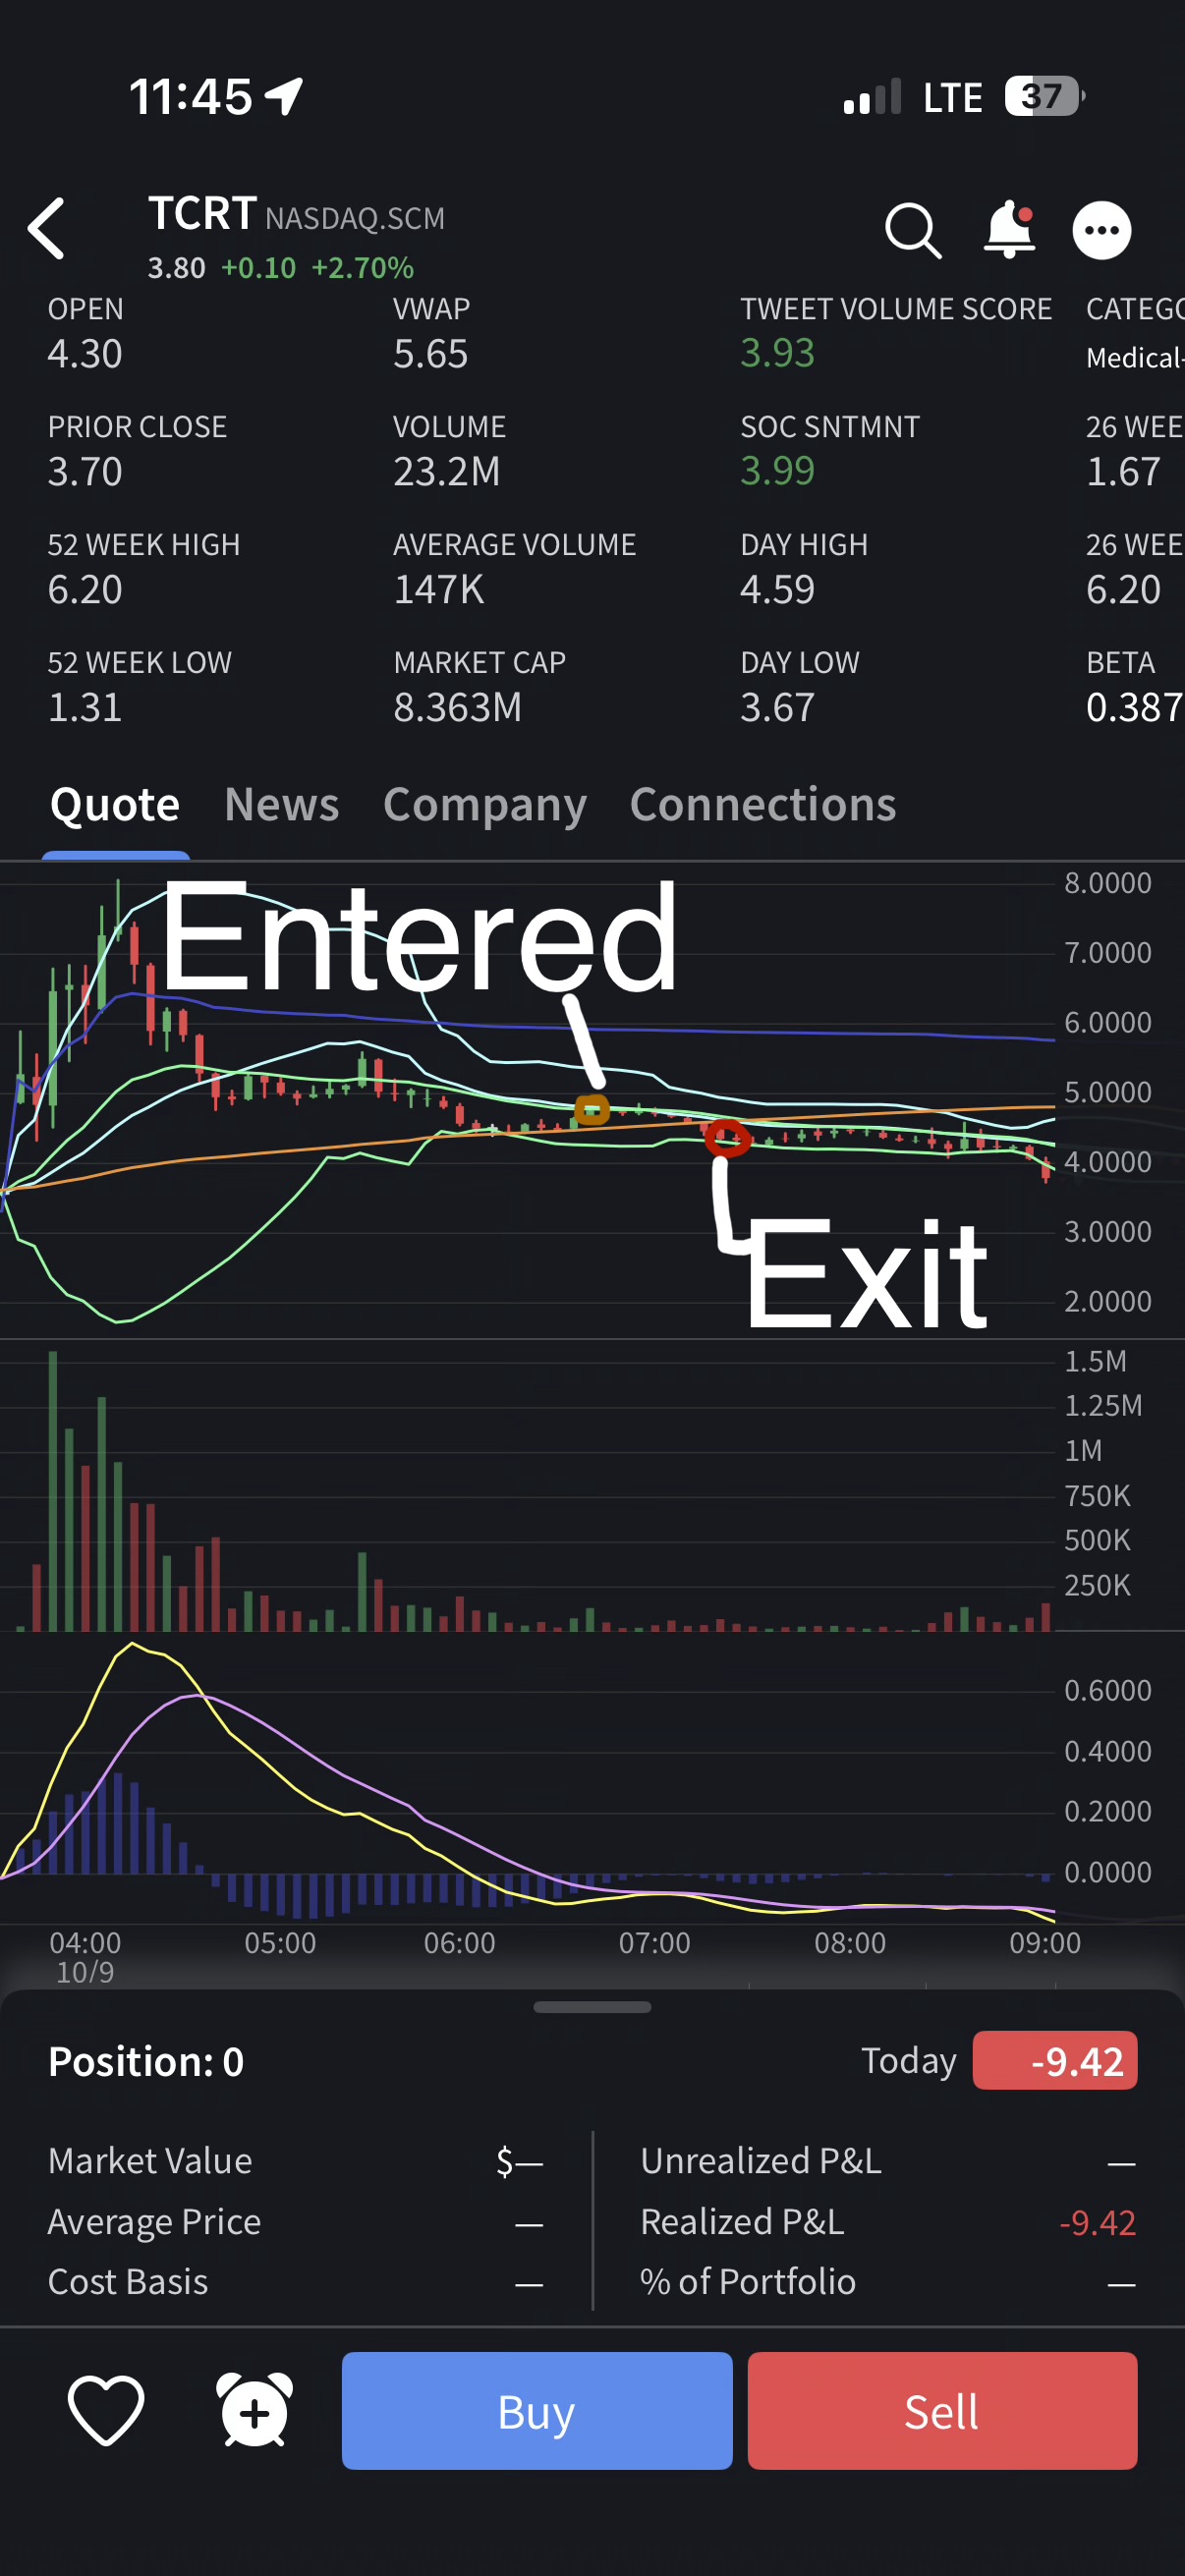 11:45 LTE 37
TCRT NASDAQ.SCM
3.80 +0.10 +2.70%
OPEN VWAP TWEET VOLUME SCORE CATEGO
4.30 5.65 3.93 Medical-
PRIOR CLOSE VOLUME SOC SNTMNT 26 WEE
3.70 23.2M 3.99 1.67
52 WEEK HIGH AVERAGE VOLUME DAY HIGH 26 WEE
6.20 147K 4.59 6.20
52 WEEK LOW MARKET CAP DAY LOW BETA
1.31 8.363M 3.67 0.387
Quote News Company Connections
8.0000
Entered
7.0000
6.0000
5.0000
4.0000
Exit
3.0000
2.0000
1.5M
1.25M
1M
750K
500K
250K
0.6000
0.4000
0.2000
0.0000
04:00 05:00 06:00 07:00 08:00 09:00
10/9
Position: 0 Today -9.42
Market Value $— Unrealized P&L —
Average Price — Realized P&L -9.42
Cost Basis — % of Portfolio —
Buy Sell